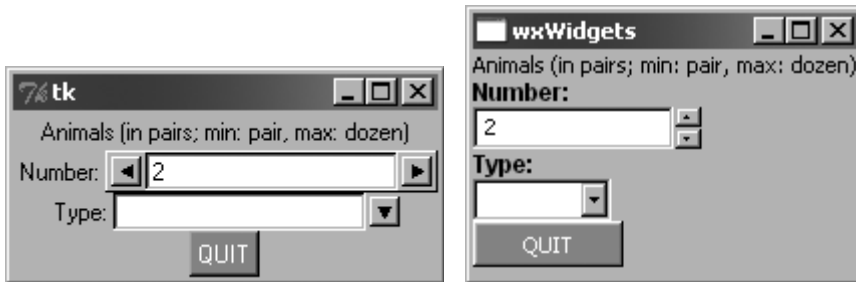 tk
Animals (in pairs; min: pair, max: dozen)
Number: 2
Type:
QUIT
wxWidgets
Animals (in pairs; min: pair, max: dozen)
Number:
2
Type:
QUIT